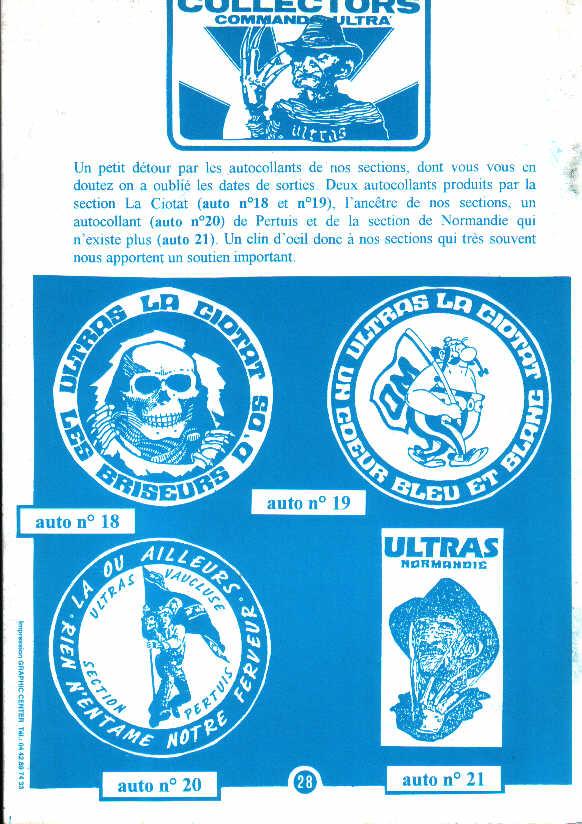 COLLECTORS
COMMANDO ULTRA
ultras
Un petit détour par les autocollants de nos sections, dont vous vous en
doutez on a oublié les dates de sorties. Deux autocollants produits par la
section La Ciotat (auto n°18 et n°19), l'ancêtre de nos sections, un
autocollant (auto n°20) de Pertuis et de la section de Normandie qui
n'existe plus (auto 21). Un clin d'oeil donc à nos sections qui très souvent
nous apportent un soutien important.
ULTRAS LA CIOTAT SO.D
LES BRISEURS
auto n° 18
ULTRAS LA CIOTAT
UN COEUR BLEU ET BLANC
OM
auto n° 19
LA OU AILLEURS
RIEN N'ENTAME NOTRE FERVEUR
ULTRAS VAUCLUSE
SECTION PERTUIS
auto n° 20
ULTRAS
NORMANDIE
auto n° 21
28
Impression GRAPHIC CENTER Tél.: 04 42 89 74 33